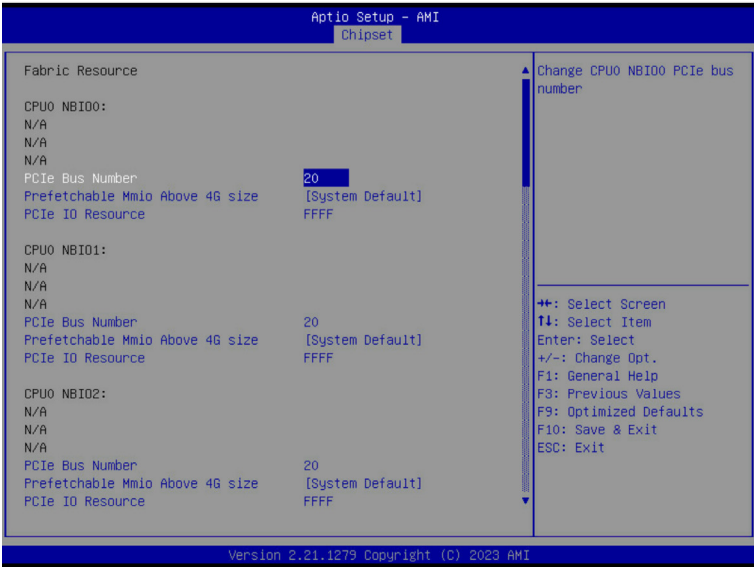 Aptio Setup - AMI
Chipset
Fabric Resource
CPU0 NBIO0:
N/A
N/A
N/A
PCIe Bus Number 20
Prefetchable Mmio Above 4G size [System Default]
PCIe IO Resource FFFF
CPU0 NBIO1:
N/A
N/A
N/A
PCIe Bus Number 20
Prefetchable Mmio Above 4G size [System Default]
PCIe IO Resource FFFF
CPU0 NBIO2:
N/A
N/A
N/A
PCIe Bus Number 20
Prefetchable Mmio Above 4G size [System Default]
PCIe IO Resource FFFF
Change CPU0 NBIO0 PCIe bus
number
→←: Select Screen
↑↓: Select Item
Enter: Select
+/-: Change Opt.
F1: General Help
F3: Previous Values
F9: Optimized Defaults
F10: Save & Exit
ESC: Exit
Version 2.21.1279 Copyright (C) 2023 AMI